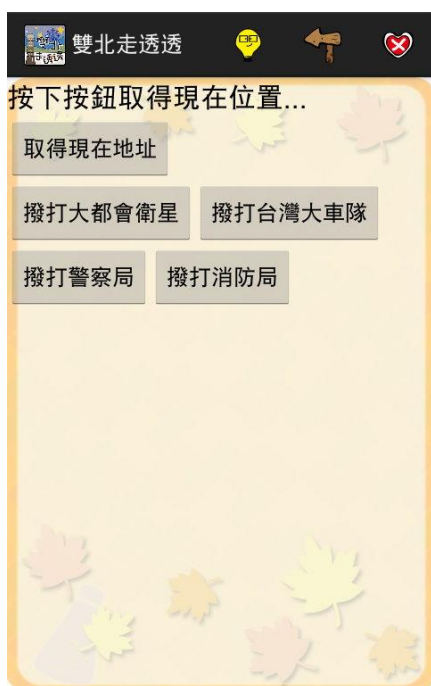 雙北走透透
按下按鈕取得現在位置...
取得現在地址
撥打大都會衛星 撥打台灣大車隊
撥打警察局 撥打消防局